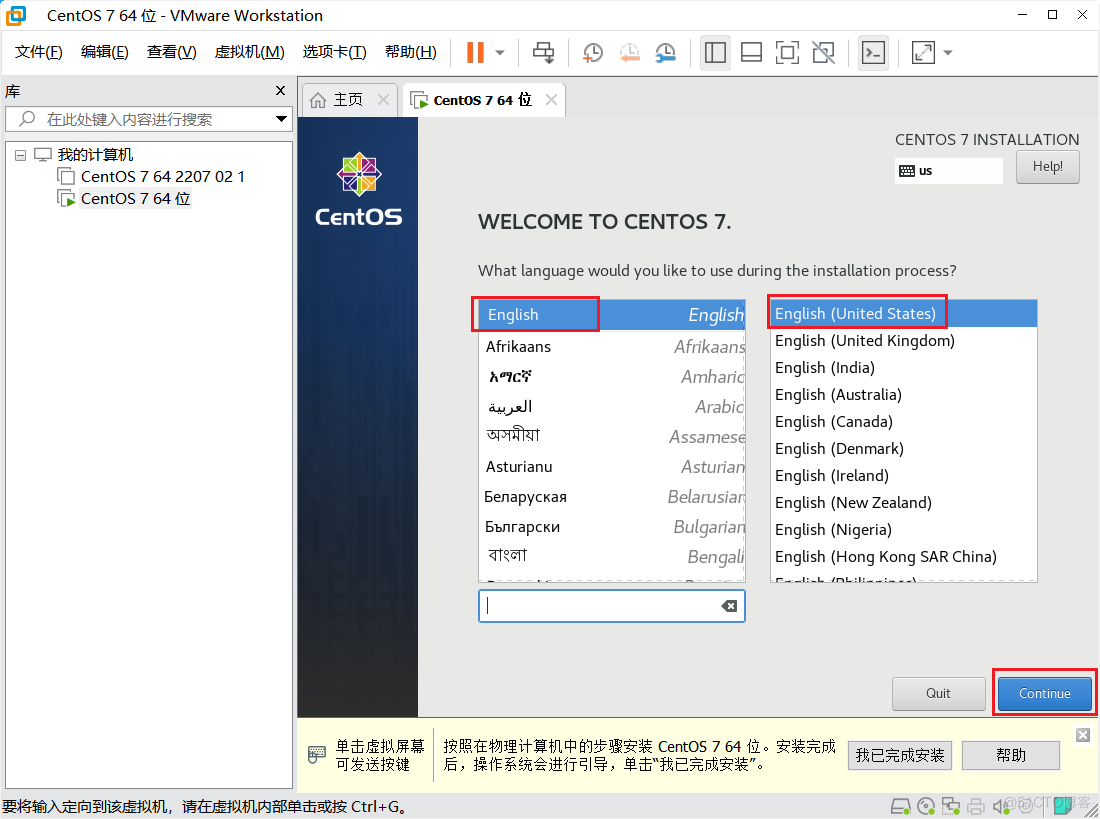 CentOS 7 64 位 - VMware Workstation
文件(F) 编辑(E) 查看(V) 虚拟机(M) 选项卡(T) 帮助(H)
库
在此处键入内容进行搜索
我的计算机
CentOS 7 64 2207 02 1
CentOS 7 64 位
主页
CentOS 7 64 位
CentOS
CENTOS 7 INSTALLATION
us
Help!
WELCOME TO CENTOS 7.
What language would you like to use during the installation process?
English English
Afrikaans Afrikaans
አማርኛ Amharic
العربية Arabic
অসমীয়া Assamese
Asturianu Asturian
Беларуская Belarusian
Български Bulgarian
বাংলা Bengali
English (United States)
English (United Kingdom)
English (India)
English (Australia)
English (Canada)
English (Denmark)
English (Ireland)
English (New Zealand)
English (Nigeria)
English (Hong Kong SAR China)
English (Philippines)
Quit
Continue
单击虚拟屏幕
可发送按键
按照在物理计算机中的步骤安装 CentOS 7 64 位。安装完成
后，操作系统会进行引导，单击“我已完成安装”。
我已完成安装
帮助
要将输入定向到该虚拟机，请在虚拟机内部单击或按 Ctrl+G。
@51CTO博客